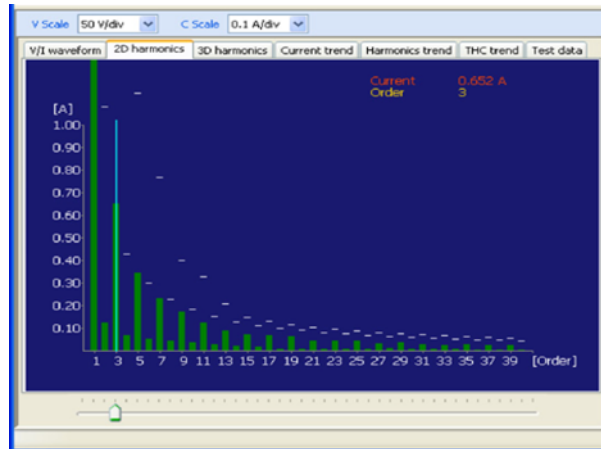 V Scale 50 V/div C Scale 0.1 A/div
V/I waveform 2D harmonics 3D harmonics Current trend Harmonics trend THC trend Test data
Current 0.652 A
Order 3
[A]
1.00
0.90
0.80
0.70
0.60
0.50
0.40
0.30
0.20
0.10
1 3 5 7 9 11 13 15 17 19 21 23 25 27 29 31 33 35 37 39 [Order]